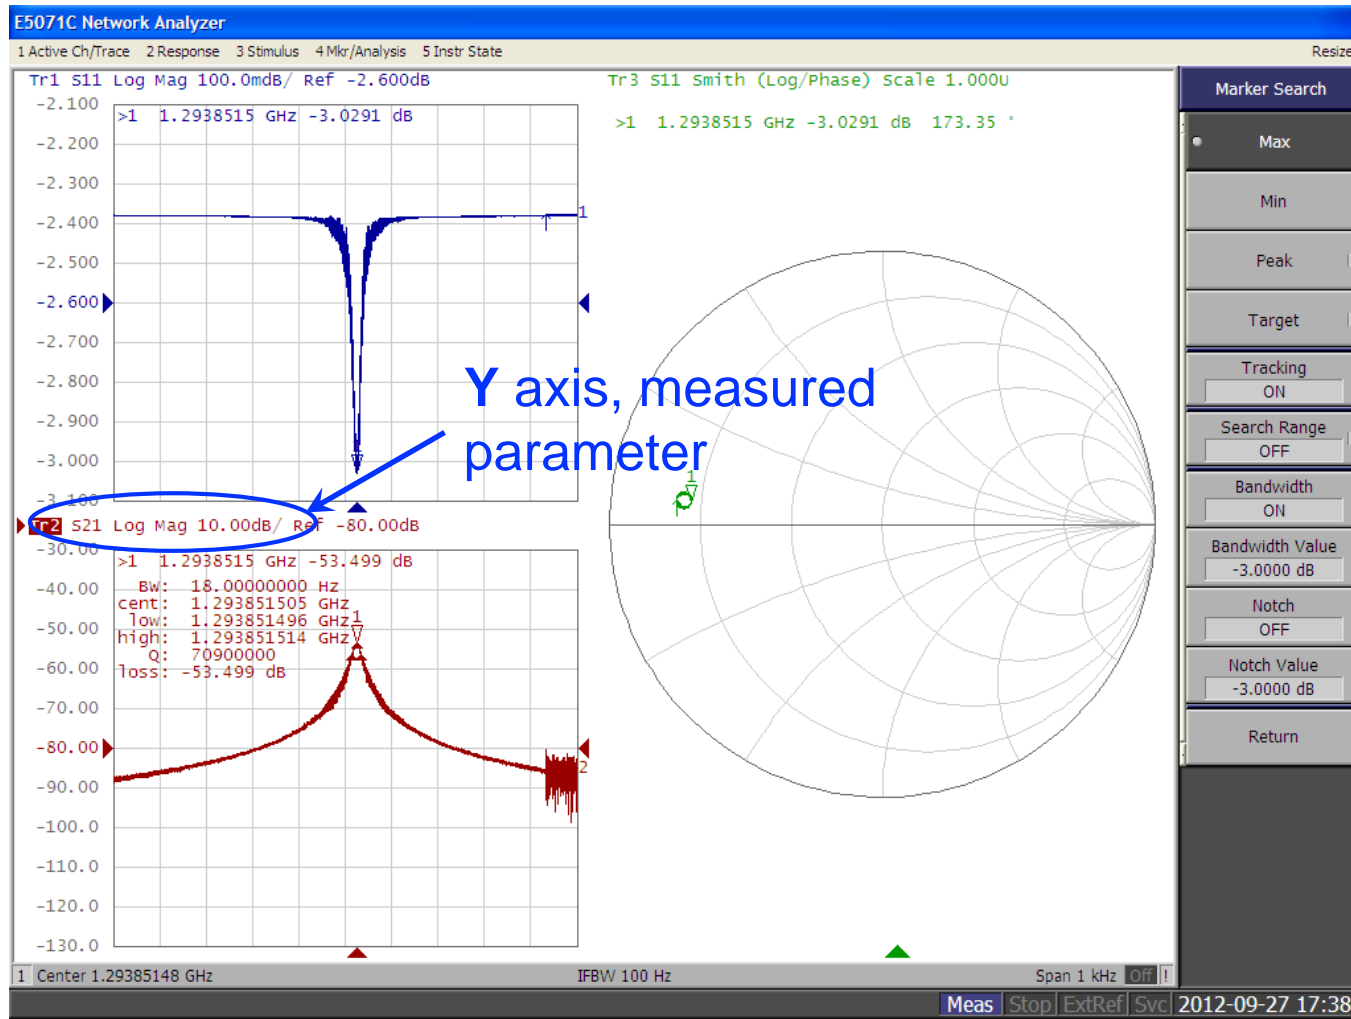 E5071C Network Analyzer
1 Active Ch/Trace 2 Response 3 Stimulus 4 Mkr/Analysis 5 Instr State Resize
Tr1 S11 Log Mag 100.0mdB/ Ref -2.600dB
>1 1.2938515 GHz -3.0291 dB
-2.100
-2.200
-2.300
-2.400
-2.500
-2.600
-2.700
-2.800
-2.900
-3.000
-3.100
1
1
Tr3 S11 Smith (Log/Phase) Scale 1.000U
>1 1.2938515 GHz -3.0291 dB 173.35 °
1
Y axis, measured
parameter
Tr2 S21 Log Mag 10.00dB/ Ref -80.00dB
>1 1.2938515 GHz -53.499 dB
BW: 18.00000000 Hz
cent: 1.293851505 GHz
low: 1.293851496 GHz
high: 1.293851514 GHz
Q: 70900000
loss: -53.499 dB
-30.00
-40.00
-50.00
-60.00
-70.00
-80.00
-90.00
-100.0
-110.0
-120.0
-130.0
2
Marker Search
Max
Min
Peak
Target
Tracking
ON
Search Range
OFF
Bandwidth
ON
Bandwidth Value
-3.0000 dB
Notch
OFF
Notch Value
-3.0000 dB
Return
1 Center 1.29385148 GHz IFBW 100 Hz Span 1 kHz Off !
Meas Stop ExtRef Svc 2012-09-27 17:38